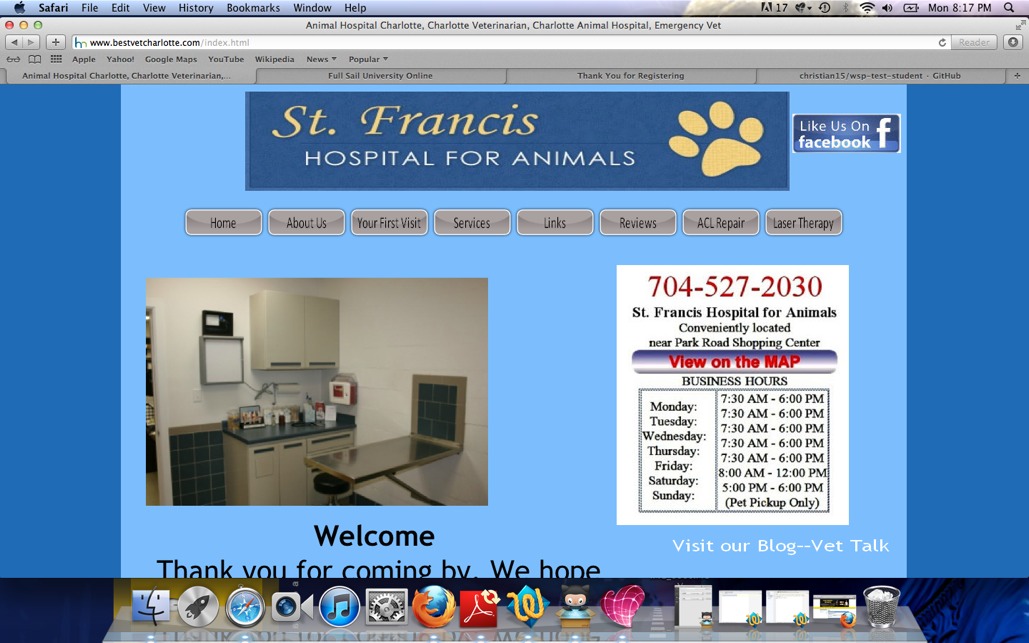 Safari File Edit View History Bookmarks Window Help 17 Mon 8:17 PM
Animal Hospital Charlotte, Charlotte Veterinarian, Charlotte Animal Hospital, Emergency Vet
www.bestvetcharlotte.com/index.html Reader
Apple Yahoo! Google Maps YouTube Wikipedia News Popular
Animal Hospital Charlotte, Charlotte Veterinarian,... Full Sail University Online Thank You for Registering christian15/wsp-test-student - GitHub
St. Francis
HOSPITAL FOR ANIMALS
Like Us On
facebook
Home About Us Your First Visit Services Links Reviews ACL Repair Laser Therapy
704-527-2030
St. Francis Hospital for Animals
Conveniently located
near Park Road Shopping Center
View on the MAP
BUSINESS HOURS
Monday: 7:30 AM - 6:00 PM
Tuesday: 7:30 AM - 6:00 PM
Wednesday: 7:30 AM - 6:00 PM
Thursday: 7:30 AM - 6:00 PM
Friday: 7:30 AM - 6:00 PM
Saturday: 8:00 AM - 12:00 PM
Sunday: 5:00 PM - 6:00 PM
(Pet Pickup Only)
Visit our Blog--Vet Talk
Welcome
Thank you for coming by. We hope